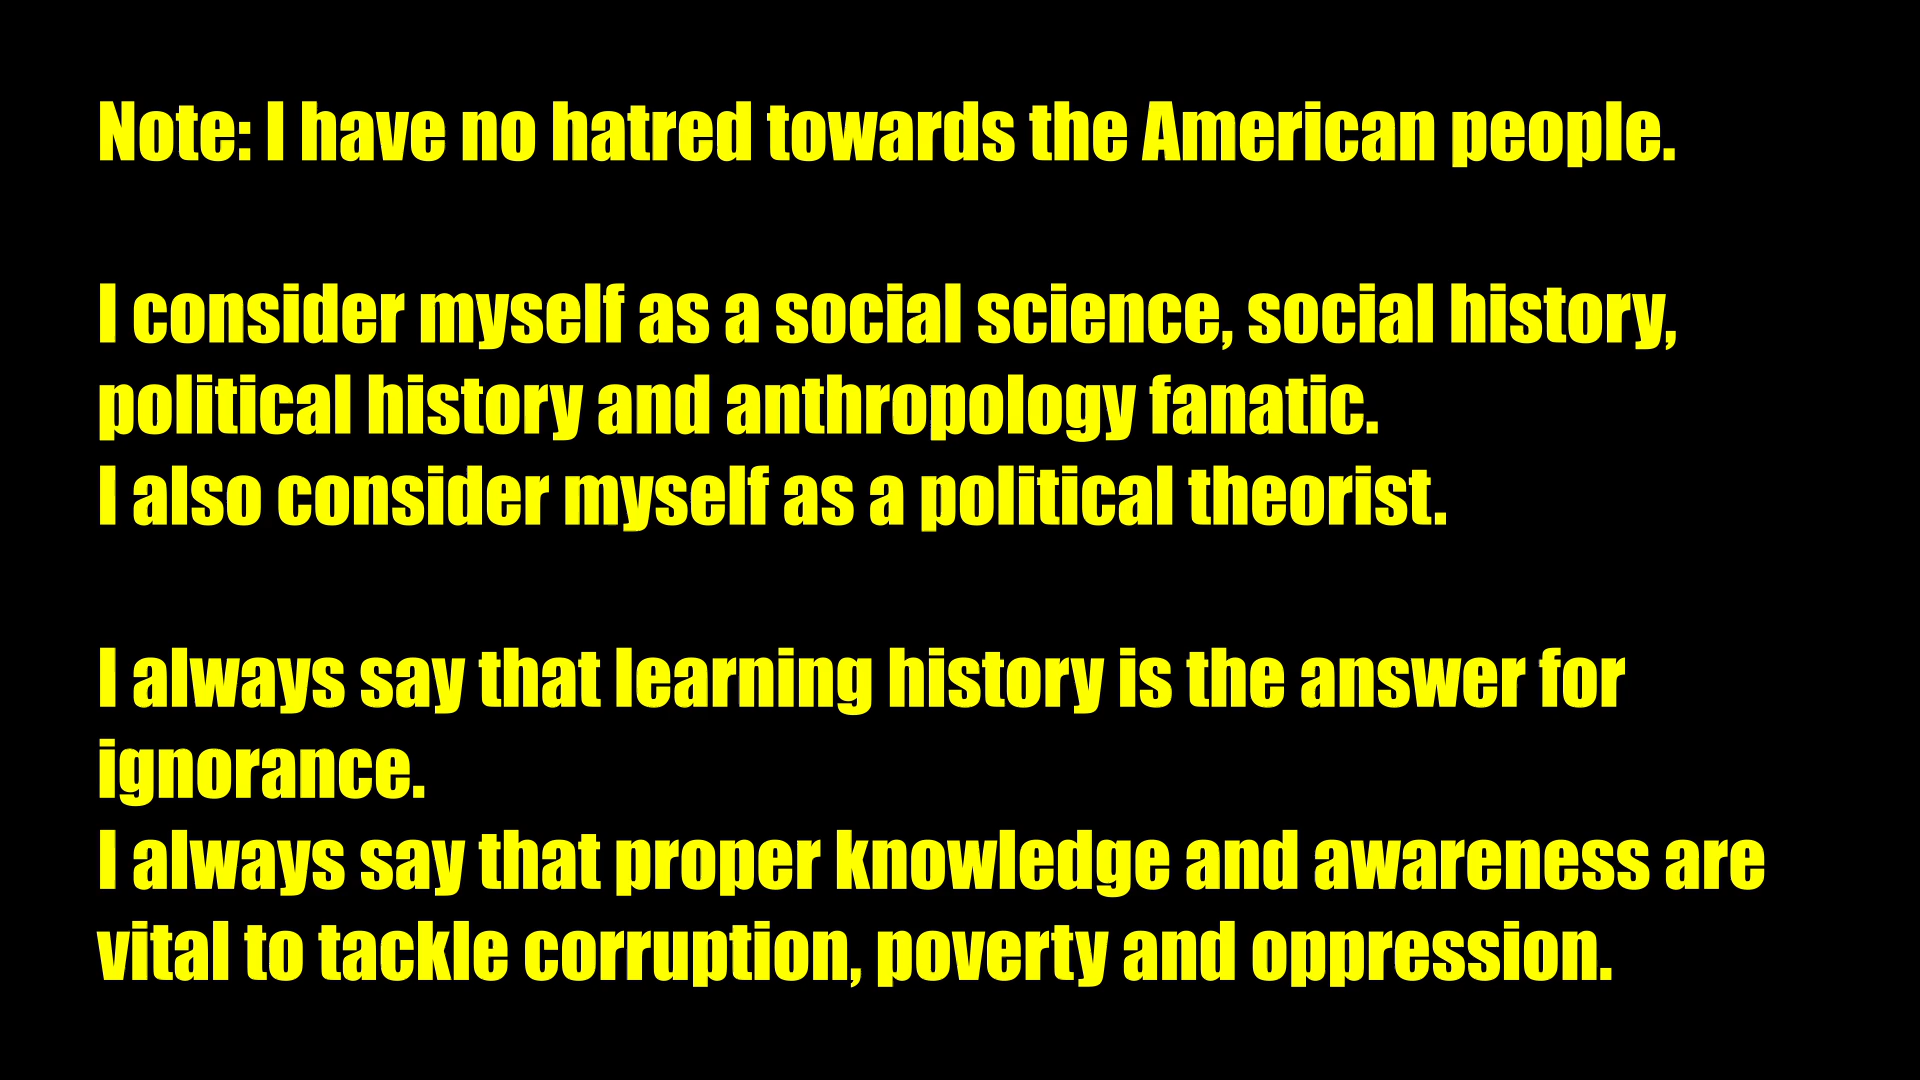 Note: I have no hatred towards the American people.
I consider myself as a social science, social history,
political history and anthropology fanatic.
I also consider myself as a political theorist.
I always say that learning history is the answer for
ignorance.
I always say that proper knowledge and awareness are
vital to tackle corruption, poverty and oppression.